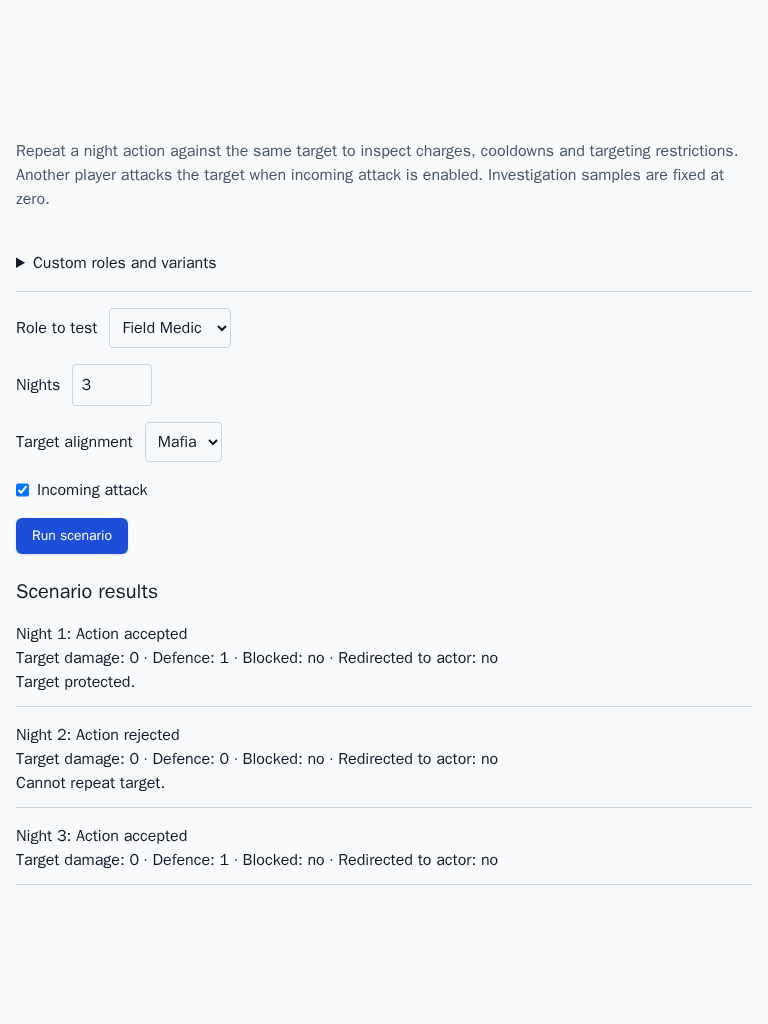 Repeat a night action against the same target to inspect charges, cooldowns and targeting restrictions.
Another player attacks the target when incoming attack is enabled. Investigation samples are fixed at
zero.
Custom roles and variants
Role to test Field Medic
Nights 3
Target alignment Mafia
Incoming attack
Run scenario
Scenario results
Night 1: Action accepted
Target damage: 0 · Defence: 1 · Blocked: no · Redirected to actor: no
Target protected.
Night 2: Action rejected
Target damage: 0 · Defence: 0 · Blocked: no · Redirected to actor: no
Cannot repeat target.
Night 3: Action accepted
Target damage: 0 · Defence: 1 · Blocked: no · Redirected to actor: no